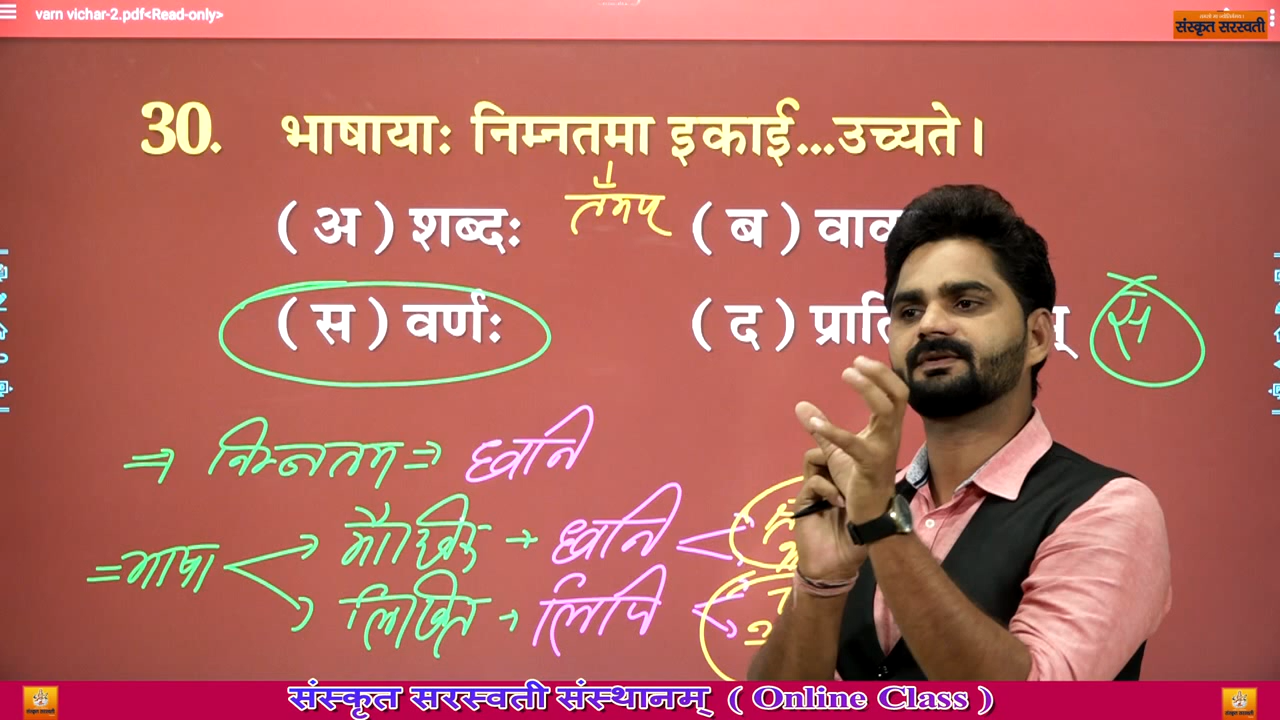 varn vichar-2.pdf<Read-only>
संस्कृत सरस्वती
30. भाषायाः निम्नतमा इकाई...उच्यते।
तमप्
( अ ) शब्दः ( ब )
( स ) वर्णः ( द )
स
⇒ निम्नतम ⇒ ध्वनि
= भाषा → मौखिक → ध्वनि
→ लिखित → लिपि
संस्कृत सरस्वती संस्थानम् ( Online Class )